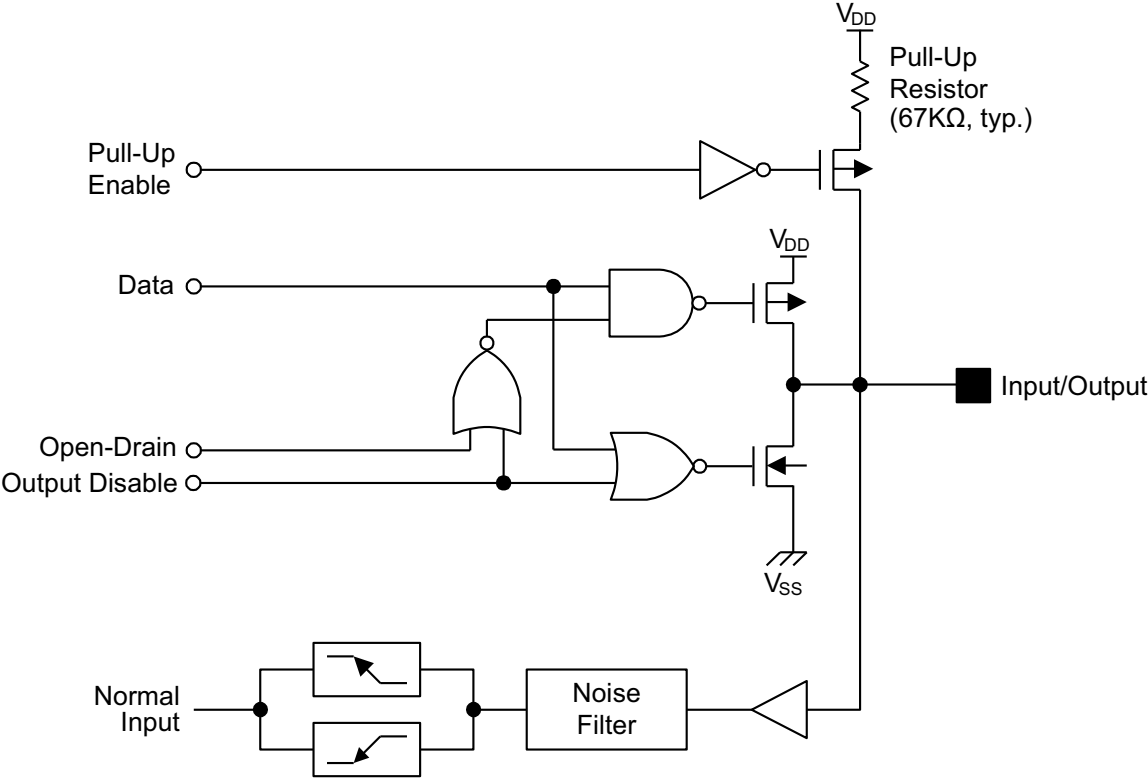 VDD
Pull-Up
Resistor
(67KΩ, typ.)
Pull-Up
Enable
VDD
Data
Input/Output
Open-Drain
Output Disable
VSS
Normal
Input
Noise
Filter